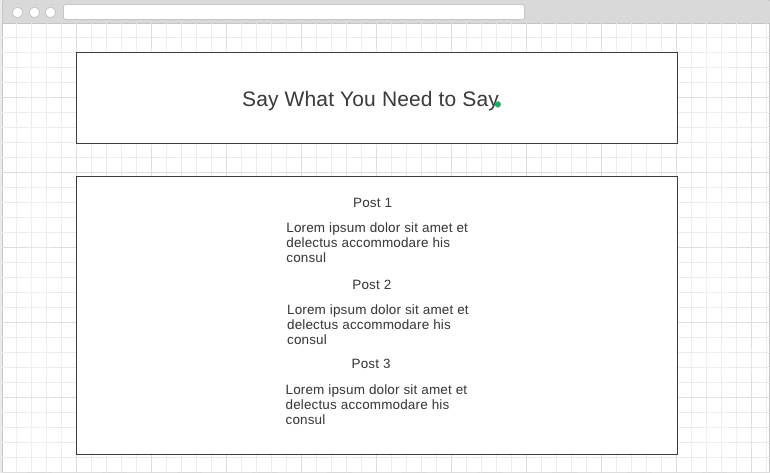 Say What You Need to Say
Post 1
Lorem ipsum dolor sit amet et
delectus accommodare his
consul
Post 2
Lorem ipsum dolor sit amet et
delectus accommodare his
consul
Post 3
Lorem ipsum dolor sit amet et
delectus accommodare his
consul